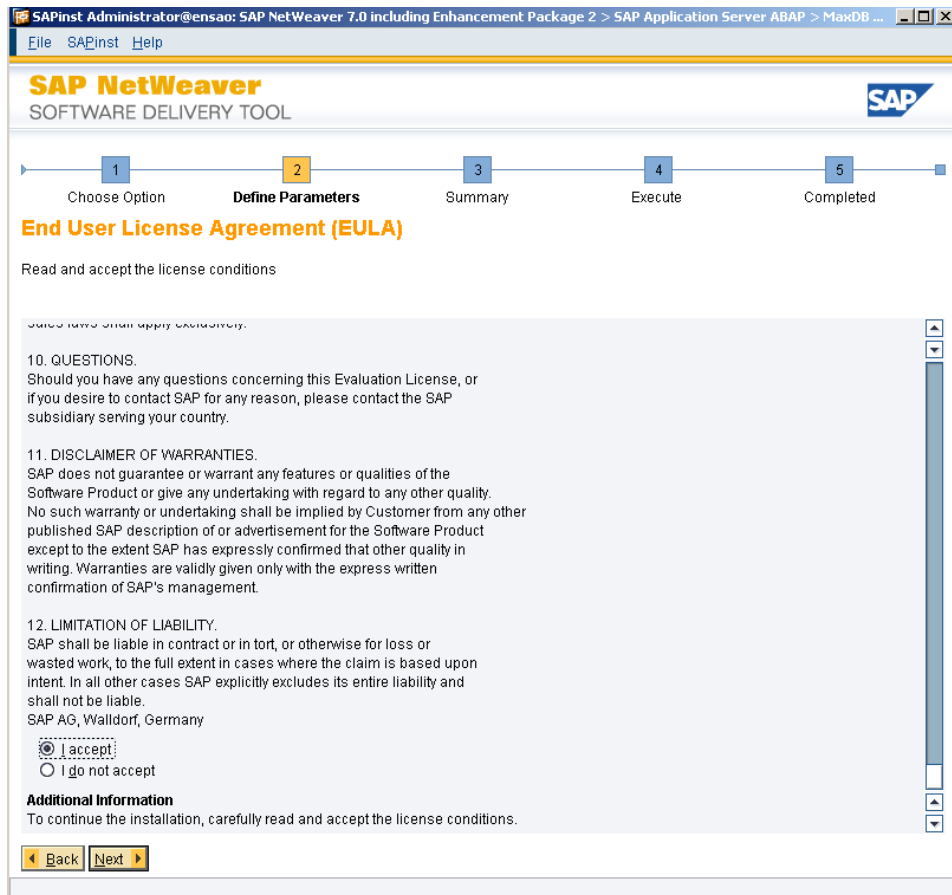 SAPinst Administrator@ensao: SAP NetWeaver 7.0 including Enhancement Package 2 > SAP Application Server ABAP > MaxDB ...
File SAPinst Help
SAP NetWeaver
SOFTWARE DELIVERY TOOL
SAP
1 2 3 4 5
Choose Option Define Parameters Summary Execute Completed
End User License Agreement (EULA)
Read and accept the license conditions
sales laws shall apply exclusively.
10. QUESTIONS.
Should you have any questions concerning this Evaluation License, or
if you desire to contact SAP for any reason, please contact the SAP
subsidiary serving your country.
11. DISCLAIMER OF WARRANTIES.
SAP does not guarantee or warrant any features or qualities of the
Software Product or give any undertaking with regard to any other quality.
No such warranty or undertaking shall be implied by Customer from any other
published SAP description of or advertisement for the Software Product
except to the extent SAP has expressly confirmed that other quality in
writing. Warranties are validly given only with the express written
confirmation of SAP's management.
12. LIMITATION OF LIABILITY.
SAP shall be liable in contract or in tort, or otherwise for loss or
wasted work, to the full extent in cases where the claim is based upon
intent. In all other cases SAP explicitly excludes its entire liability and
shall not be liable.
SAP AG, Walldorf, Germany
I accept
I do not accept
Additional Information
To continue the installation, carefully read and accept the license conditions.
Back Next